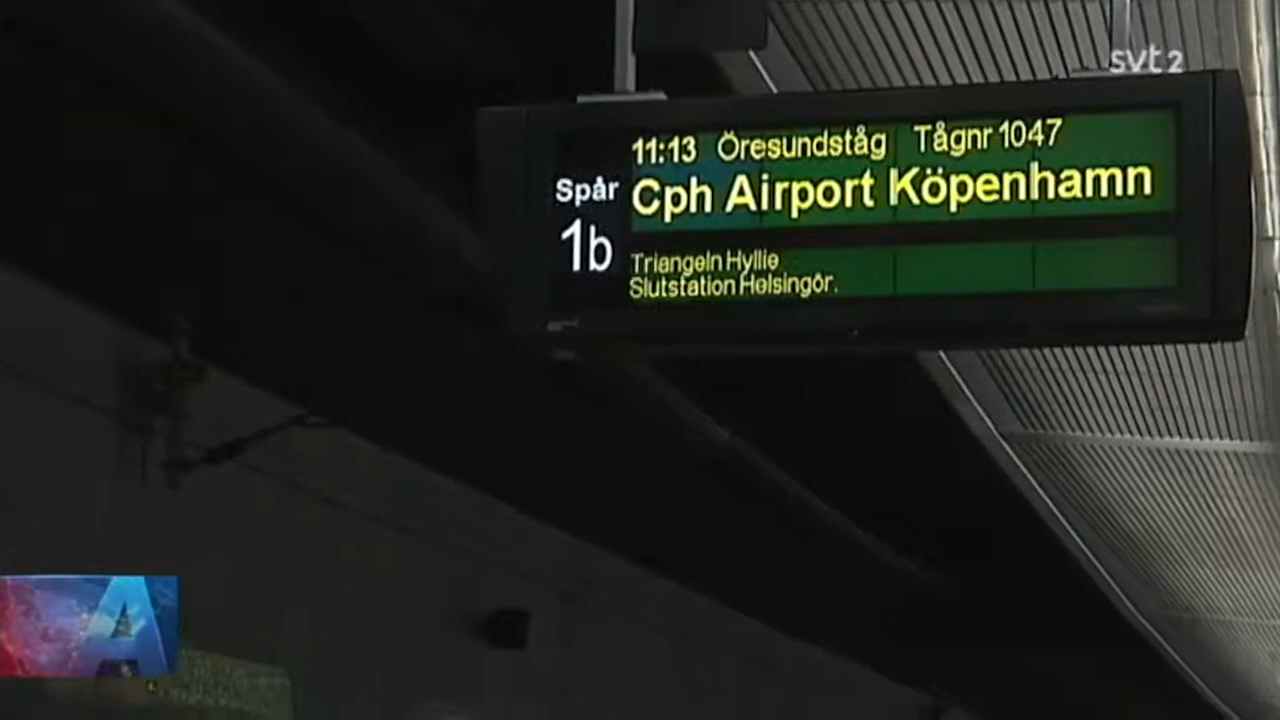 svt2
11:13 Öresundståg Tågnr 1047
Spår
Cph Airport Köpenhamn
1b
Triangeln Hyllie
Slutstation Helsingör.
A